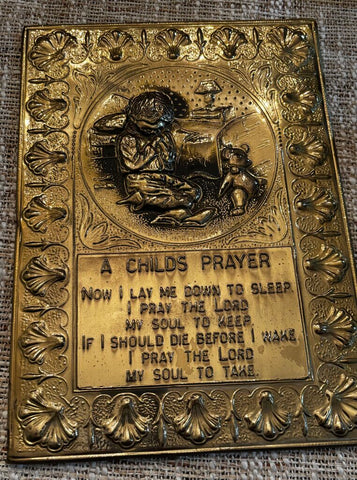 A CHILDS PRAYER
NOW I LAY ME DOWN TO SLEEP
I PRAY THE LORD
MY SOUL TO KEEP.
IF I SHOULD DIE BEFORE I WAKE
I PRAY THE LORD
MY SOUL TO TAKE.